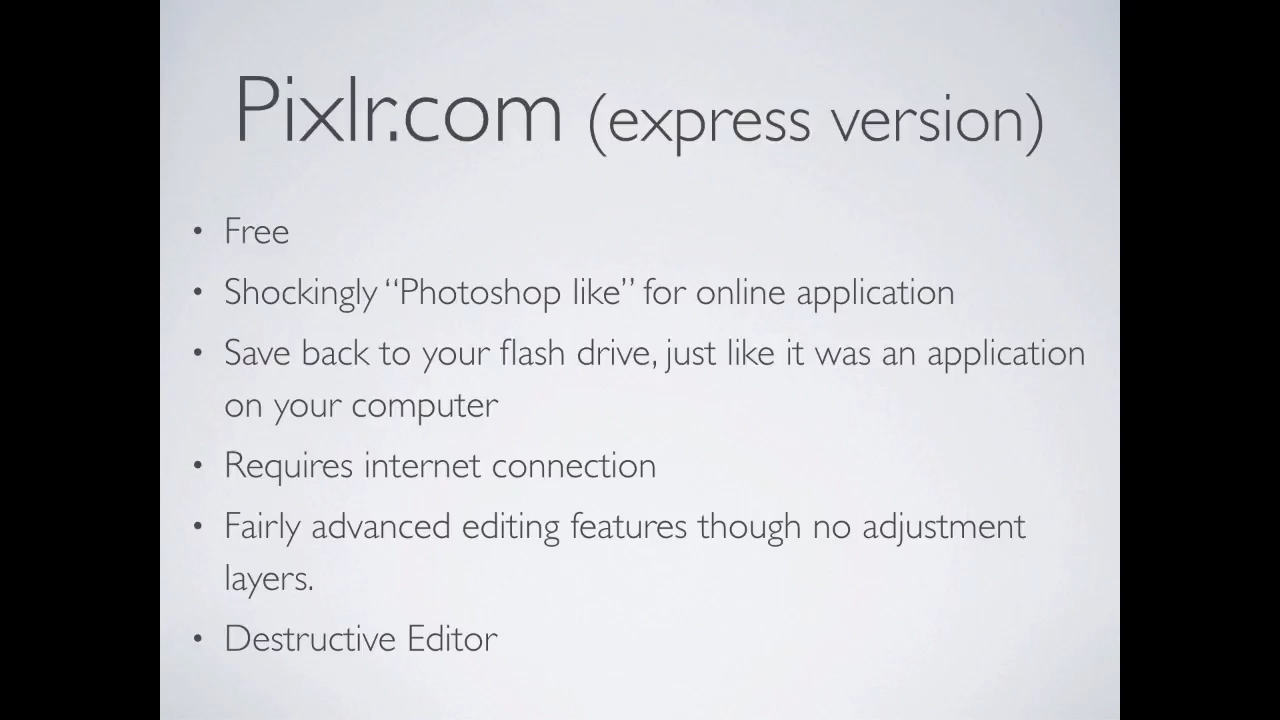 Pixlr.com (express version)
• Free
• Shockingly “Photoshop like” for online application
• Save back to your flash drive, just like it was an application
on your computer
• Requires internet connection
• Fairly advanced editing features though no adjustment
layers.
• Destructive Editor